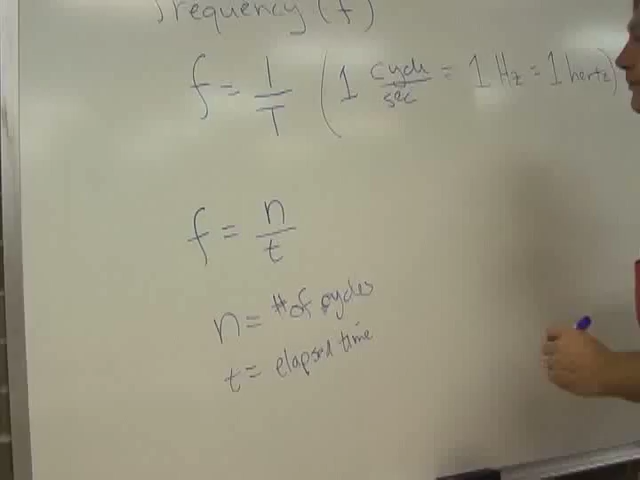 frequency (f)
f = 1/T (1 cycle/sec = 1 Hz = 1 hertz)
f = n/t
n = # of cycles
t = elapsed time